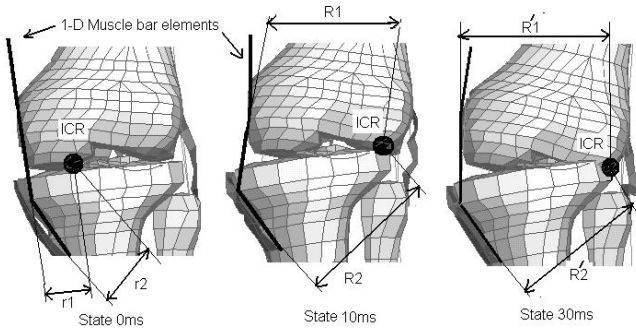 1-D Muscle bar elements
R1
R1'
ICR
ICR
ICR
r1
r2
R2
R2'
State 0ms
State 10ms
State 30ms